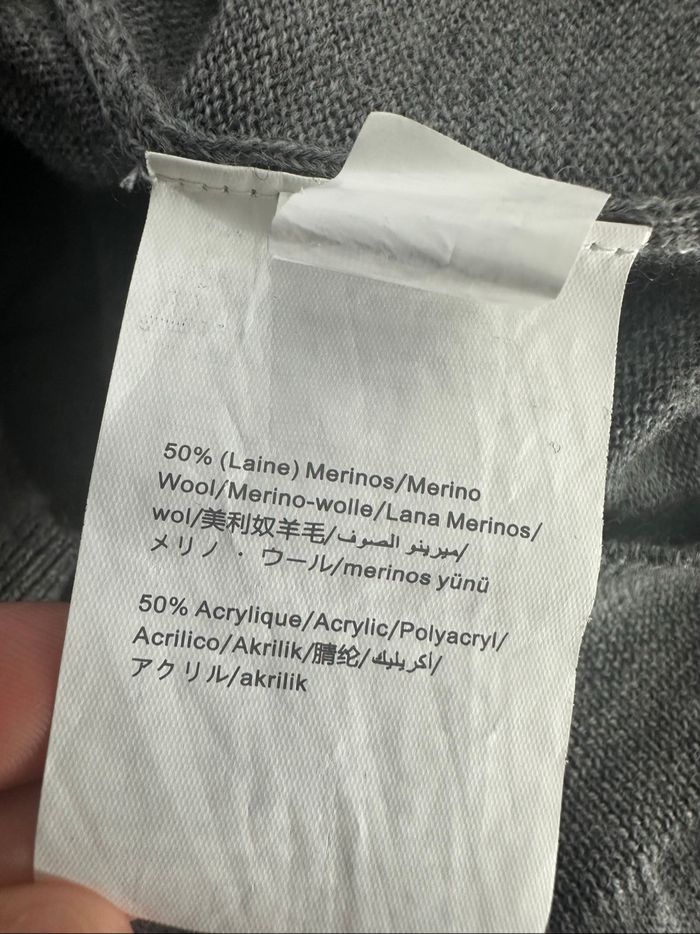 50% (Laine) Merinos/Merino
Wool/Merino-wolle/Lana Merinos/
wol/美利奴羊毛/ميرينو الصوف/
メリノ・ウール/merinos yünü
50% Acrylique/Acrylic/Polyacryl/
Acrilico/Akrilik/腈纶/أكريليك/
アクリル/akrilik